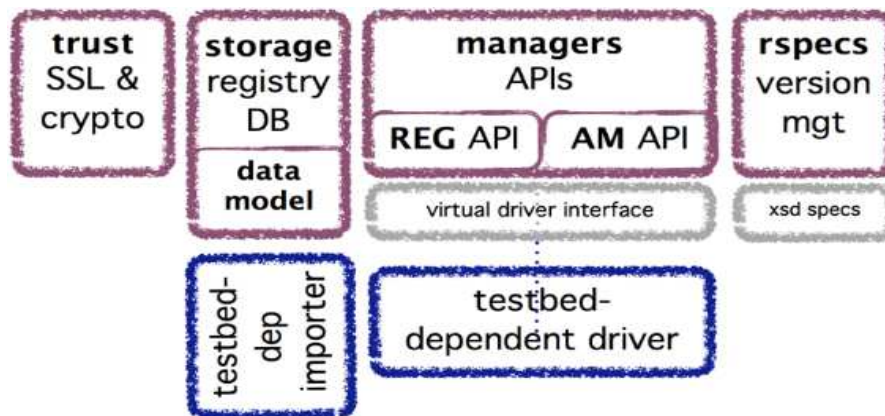 trust
SSL &
crypto
storage
registry
DB
data
model
managers
APIs
REG API
AM API
rspecs
version
mgt
virtual driver interface
xsd specs
testbed-
dep
importer
testbed-
dependent driver